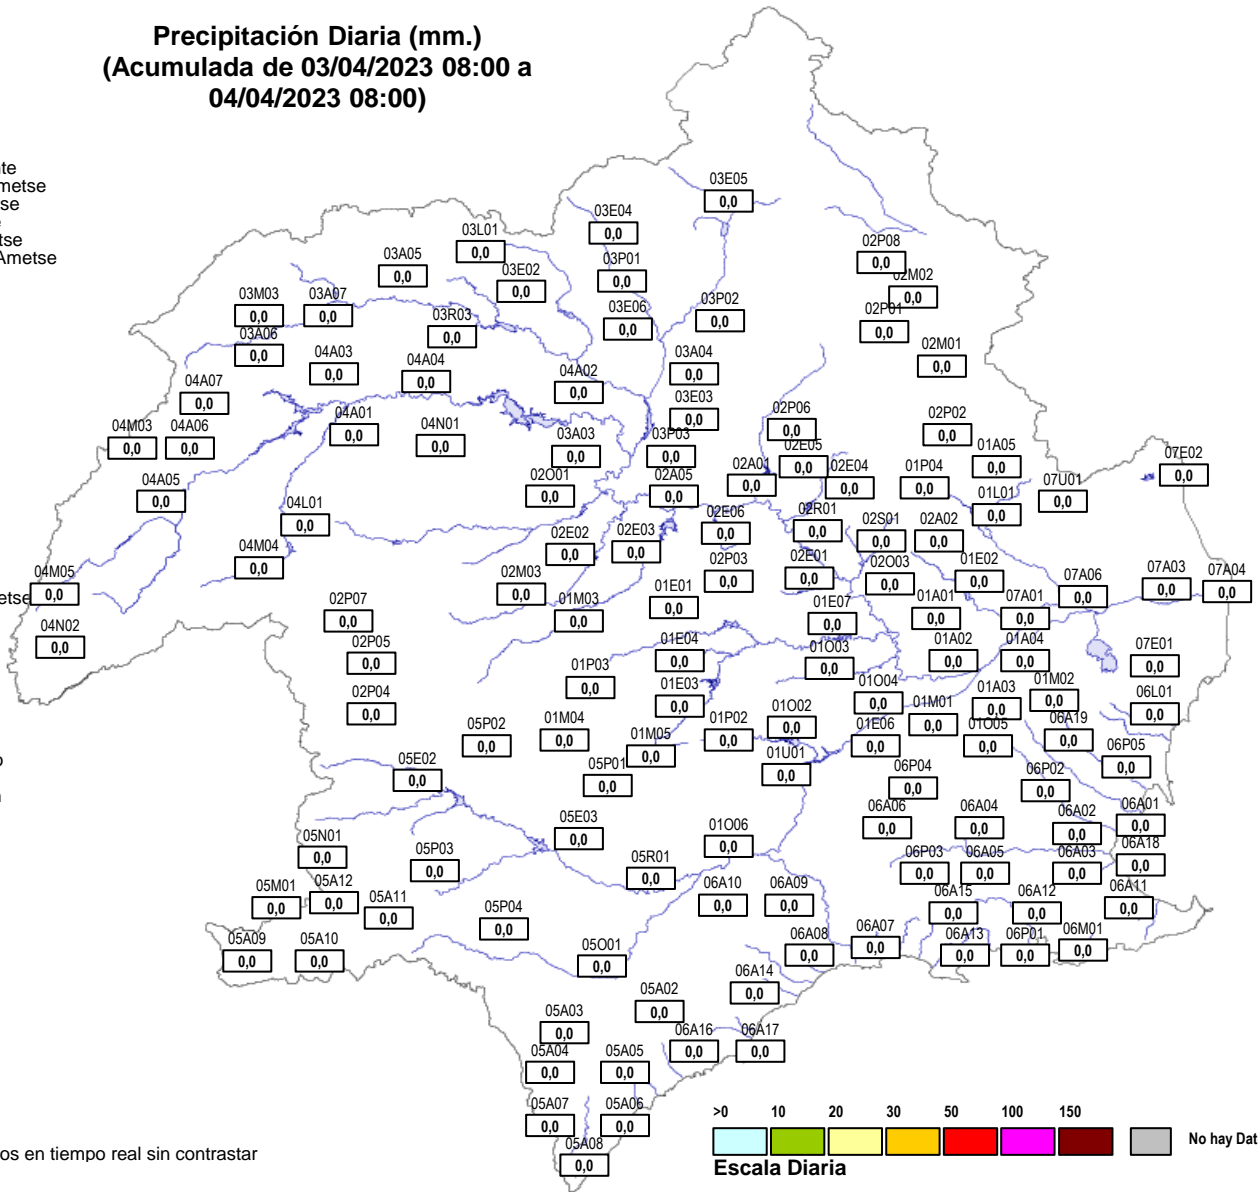 Precipitación Diaria (mm.)
(Acumulada de 03/04/2023 08:00 a
04/04/2023 08:00)
03E05
0,0
03E04
0,0
03L01
0,0
03A05
0,0
03E02
0,0
03P01
0,0
02P08
0,0
02M02
0,0
03M03
0,0
03A07
0,0
03R03
0,0
03E06
0,0
03P02
0,0
02P01
0,0
03A06
0,0
04A03
0,0
04A04
0,0
04A02
0,0
03A04
0,0
02M01
0,0
04A07
0,0
04A01
0,0
04N01
0,0
03E03
0,0
02P06
0,0
02P02
0,0
04M03
0,0
04A06
0,0
03A03
0,0
03P03
0,0
02E05
0,0
01A05
0,0
07E02
0,0
04A05
0,0
02O01
0,0
02A05
0,0
02A01
0,0
02E04
0,0
01P04
0,0
07U01
0,0
01L01
0,0
04L01
0,0
02E02
0,0
02E03
0,0
02E06
0,0
02R01
0,0
02S01
0,0
02A02
0,0
04M04
0,0
02M03
0,0
02P03
0,0
02E01
0,0
02O03
0,0
01E02
0,0
07A06
0,0
07A03
0,0
07A04
0,0
04M05
0,0
etse
02P07
0,0
01M03
0,0
01E01
0,0
01E07
0,0
01A01
0,0
07A01
0,0
04N02
0,0
02P05
0,0
01E04
0,0
01O03
0,0
01A02
0,0
01A04
0,0
07E01
0,0
02P04
0,0
01P03
0,0
01E03
0,0
01O04
0,0
01M01
0,0
01A03
0,0
01M02
0,0
06L01
0,0
05P02
0,0
01M04
0,0
01M05
0,0
01P02
0,0
01O02
0,0
01E06
0,0
01O05
0,0
06A19
0,0
06P05
0,0
05E02
0,0
05P01
0,0
01U01
0,0
06P04
0,0
06P02
0,0
05E03
0,0
01O06
0,0
06A06
0,0
06A04
0,0
06A02
0,0
06A01
0,0
05N01
0,0
05P03
0,0
05R01
0,0
06P03
0,0
06A05
0,0
06A03
0,0
06A18
0,0
05M01
0,0
05A12
0,0
05A11
0,0
05P04
0,0
06A10
0,0
06A09
0,0
06A15
0,0
06A12
0,0
06A11
0,0
05A09
0,0
05A10
0,0
05O01
0,0
06A08
0,0
06A07
0,0
06A13
0,0
06P01
0,0
06M01
0,0
05A02
0,0
06A14
0,0
05A03
0,0
06A16
0,0
06A17
0,0
05A04
0,0
05A05
0,0
05A07
0,0
05A06
0,0
05A08
0,0
>0 10 20 30 50 100 150
No hay Dat
Escala Diaria
os en tiempo real sin contrastar